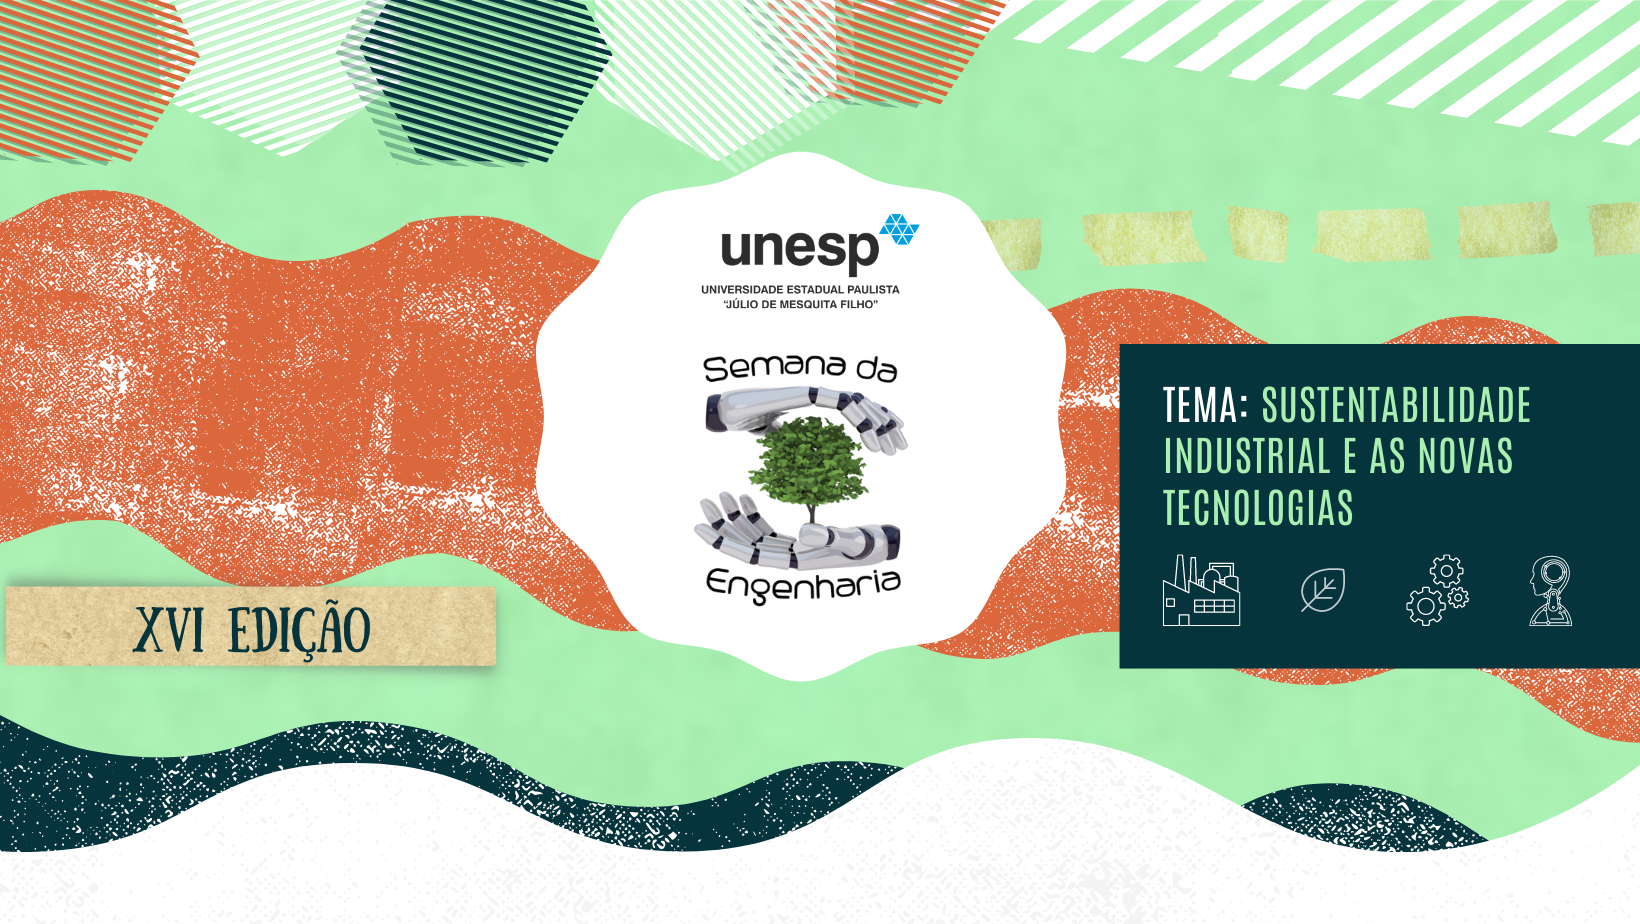 unesp
UNIVERSIDADE ESTADUAL PAULISTA
“JÚLIO DE MESQUITA FILHO”
Semana da
Engenharia
TEMA: SUSTENTABILIDADE
INDUSTRIAL E AS NOVAS
TECNOLOGIAS
XVI EDIÇÃO